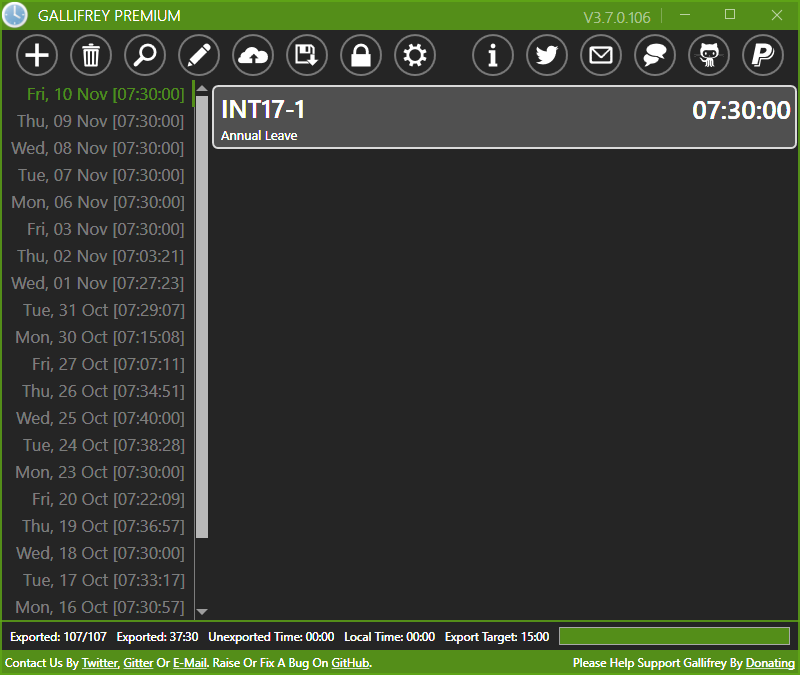 GALLIFREY PREMIUM
V3.7.0.106
Fri, 10 Nov [07:30:00]
Thu, 09 Nov [07:30:00]
Wed, 08 Nov [07:30:00]
Tue, 07 Nov [07:30:00]
Mon, 06 Nov [07:30:00]
Fri, 03 Nov [07:30:00]
Thu, 02 Nov [07:03:21]
Wed, 01 Nov [07:27:23]
Tue, 31 Oct [07:29:07]
Mon, 30 Oct [07:15:08]
Fri, 27 Oct [07:07:11]
Thu, 26 Oct [07:34:51]
Wed, 25 Oct [07:40:00]
Tue, 24 Oct [07:38:28]
Mon, 23 Oct [07:30:00]
Fri, 20 Oct [07:22:09]
Thu, 19 Oct [07:36:57]
Wed, 18 Oct [07:30:00]
Tue, 17 Oct [07:33:17]
Mon, 16 Oct [07:30:57]
INT17-1
07:30:00
Annual Leave
Exported: 107/107 Exported: 37:30 Unexported Time: 00:00 Local Time: 00:00 Export Target: 15:00
Contact Us By Twitter, Gitter Or E-Mail. Raise Or Fix A Bug On GitHub.
Please Help Support Gallifrey By Donating